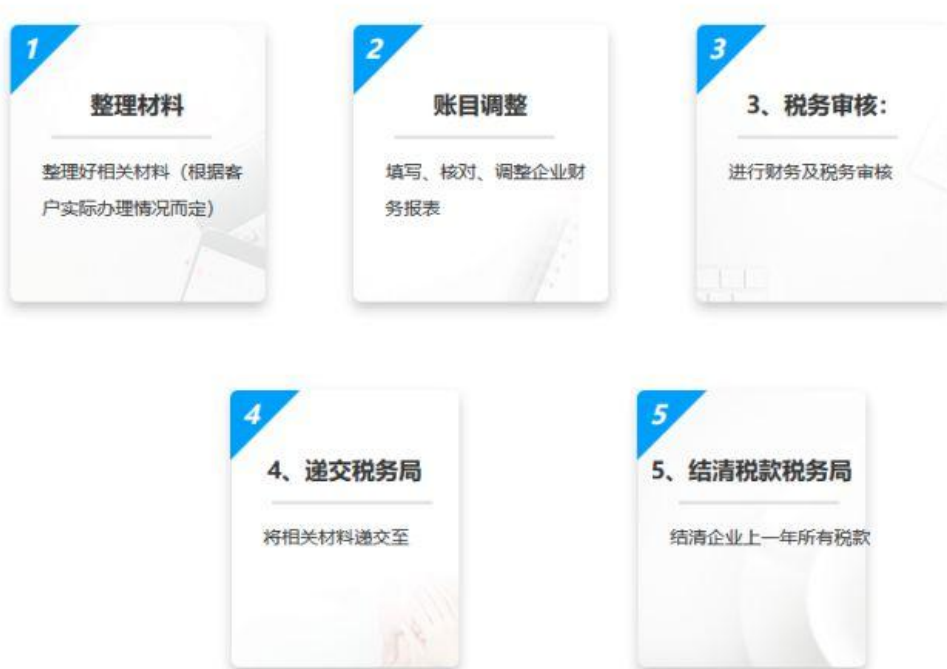 1
整理材料
整理好相关材料（根据客
户实际办理情况而定）
2
账目调整
填写、核对、调整企业财
务报表
3
3、税务审核：
进行财务及税务审核
4
4、递交税务局
将相关材料递交至
5
5、结清税款税务局
结清企业上一年所有税款